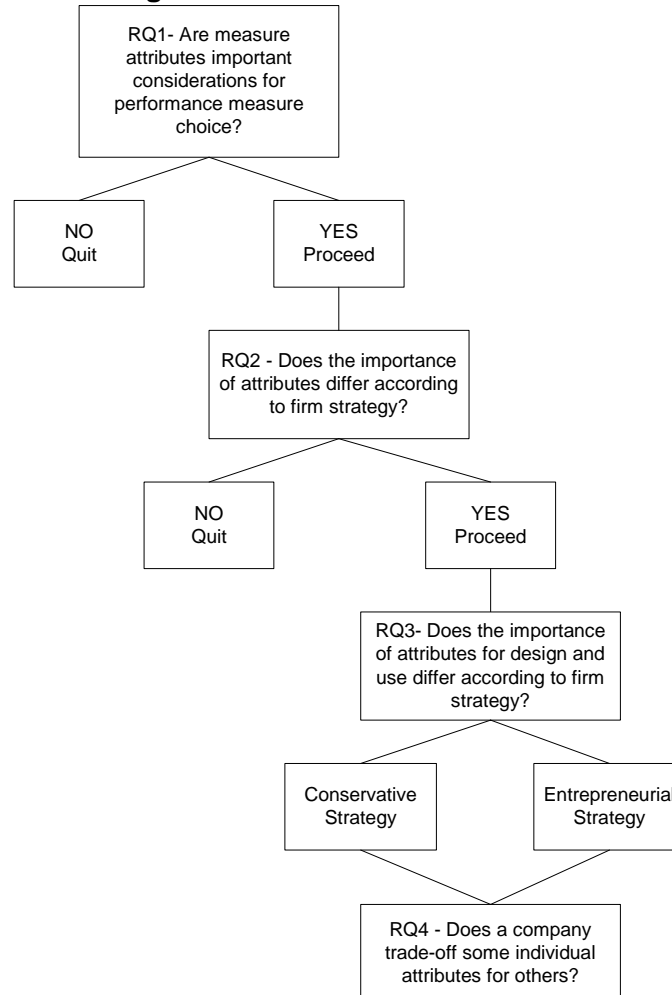 RQ1- Are measure
attributes important
considerations for
performance measure
choice?
NO
Quit
YES
Proceed
RQ2 - Does the importance
of attributes differ according
to firm strategy?
NO
Quit
YES
Proceed
RQ3- Does the importance
of attributes for design and
use differ according to firm
strategy?
Conservative
Strategy
Entrepreneurial
Strategy
RQ4 - Does a company
trade-off some individual
attributes for others?